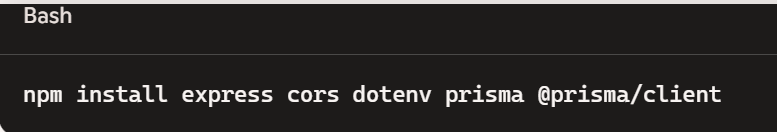 Bash
npm install express cors dotenv prisma @prisma/client